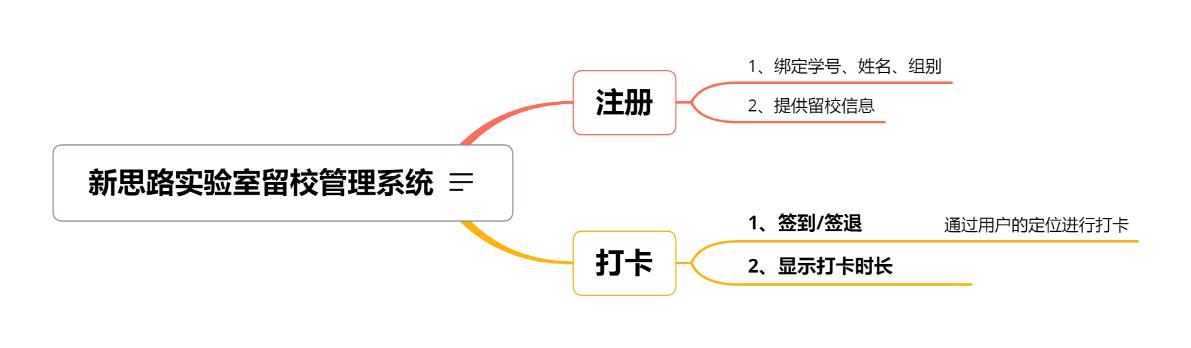 新思路实验室留校管理系统
注册
1、绑定学号、姓名、组别
2、提供留校信息
打卡
1、签到/签退 通过用户的定位进行打卡
2、显示打卡时长